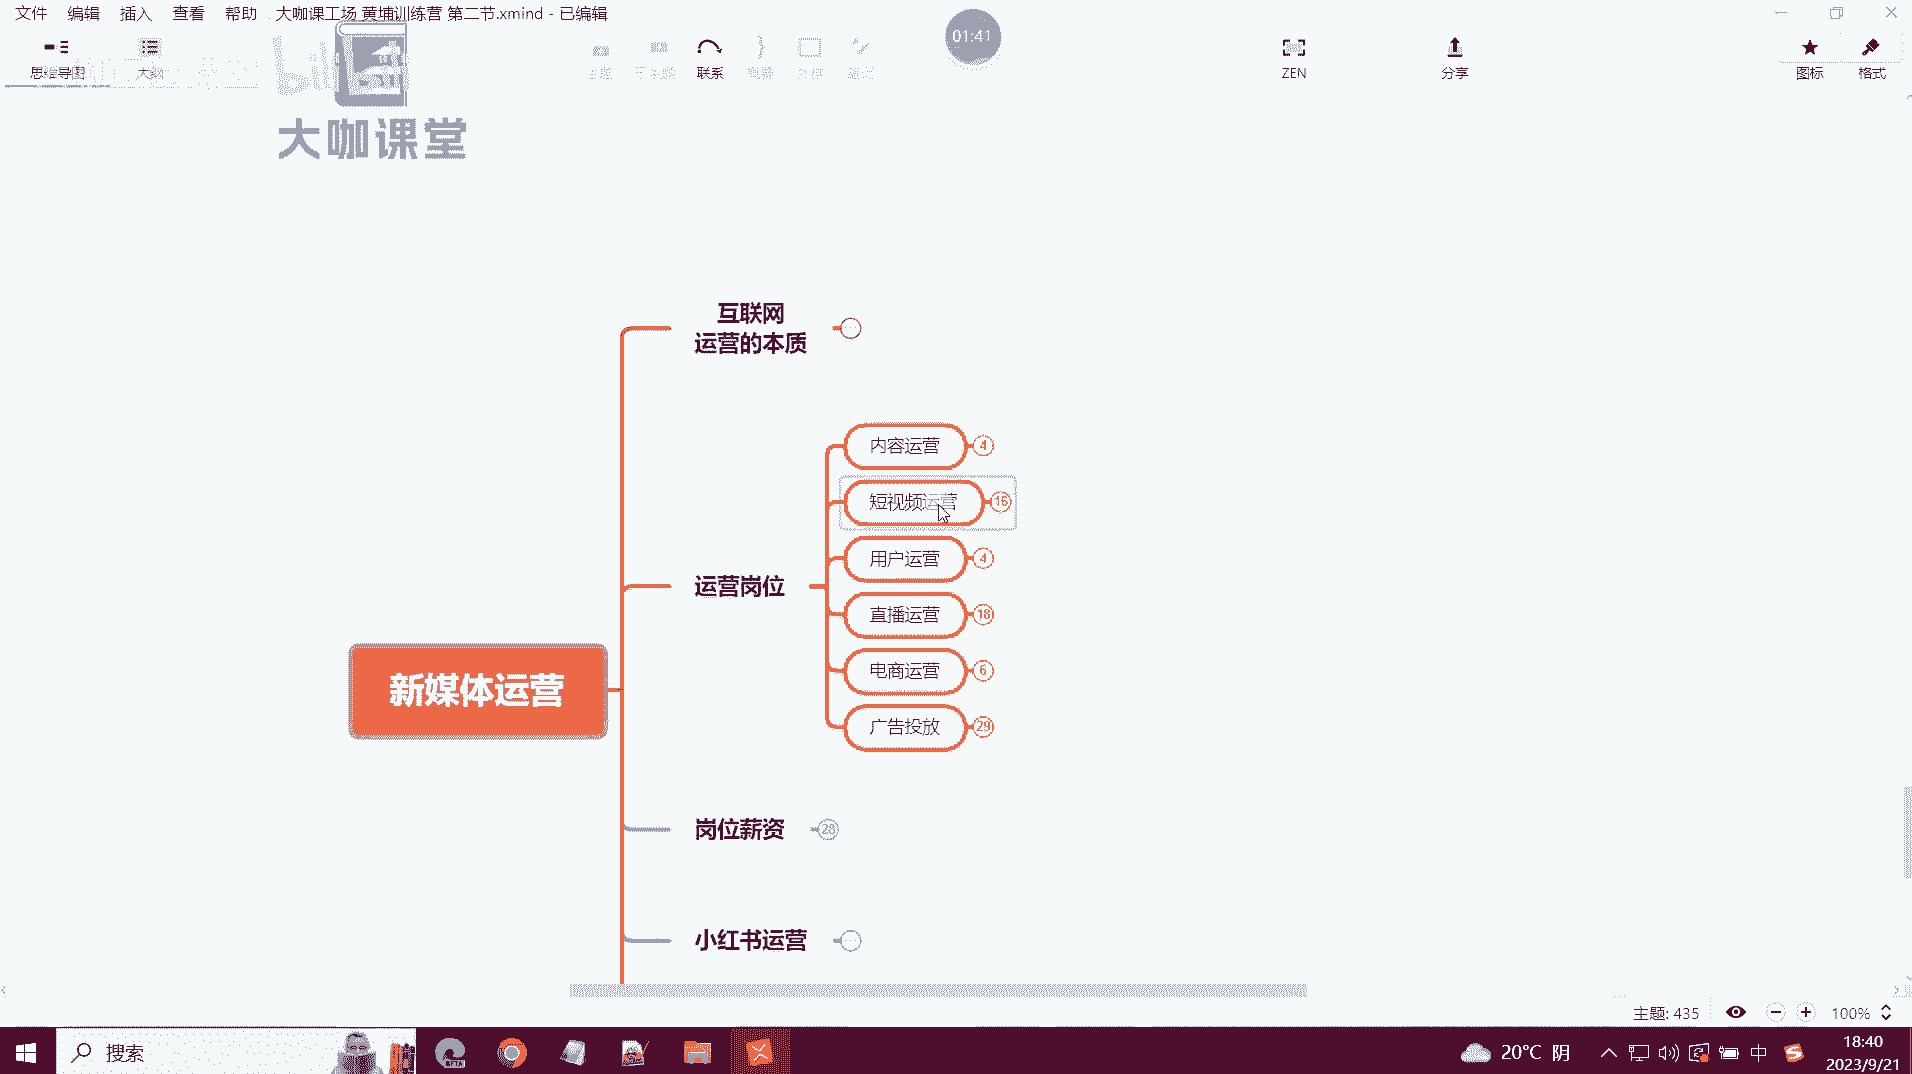 文件 编辑 插入 查看 帮助 大咖课工场 黄埔训练营 第二节.xmind - 已编辑
01:41
思维导图 大纲 联系 ZEN 分享 图标 格式
大咖课堂
互联网
运营的本质
内容运营 4
短视频运营 16
用户运营 4
运营岗位
直播运营 18
电商运营 6
新媒体运营
广告投放 29
岗位薪资 28
小红书运营
主题: 435 100%
搜索
20°C 阴 中
18:40
2023/9/21